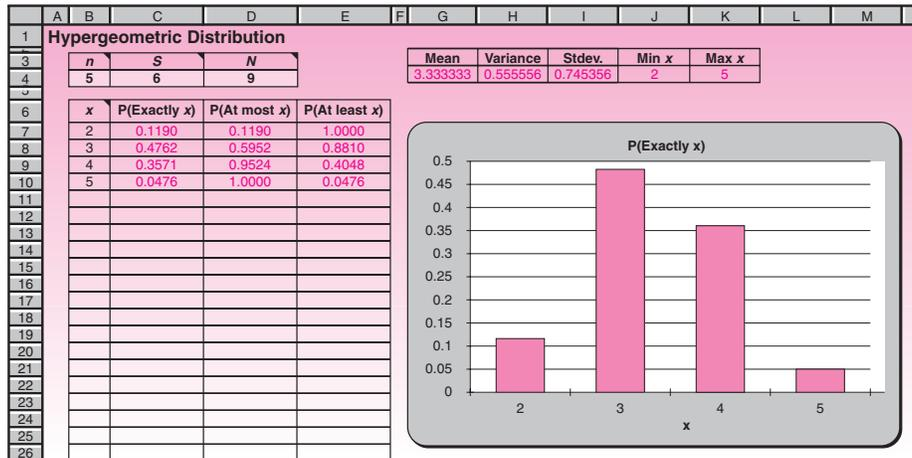 A B C D E F G H I J K L M
1 Hypergeometric Distribution
3 n S N Mean Variance Stdev. Min x Max x
4 5 6 9 3.333333 0.555556 0.745356 2 5
5
6 x P(Exactly x) P(At most x) P(At least x)
7 2 0.1190 0.1190 1.0000
8 3 0.4762 0.5952 0.8810
9 4 0.3571 0.9524 0.4048
10 5 0.0476 1.0000 0.0476
11
12
13
14
15
16
17
18
19
20
21
22
23
24
25
26
P(Exactly x)
0.5
0.45
0.4
0.35
0.3
0.25
0.2
0.15
0.1
0.05
0
2 3 4 5
x